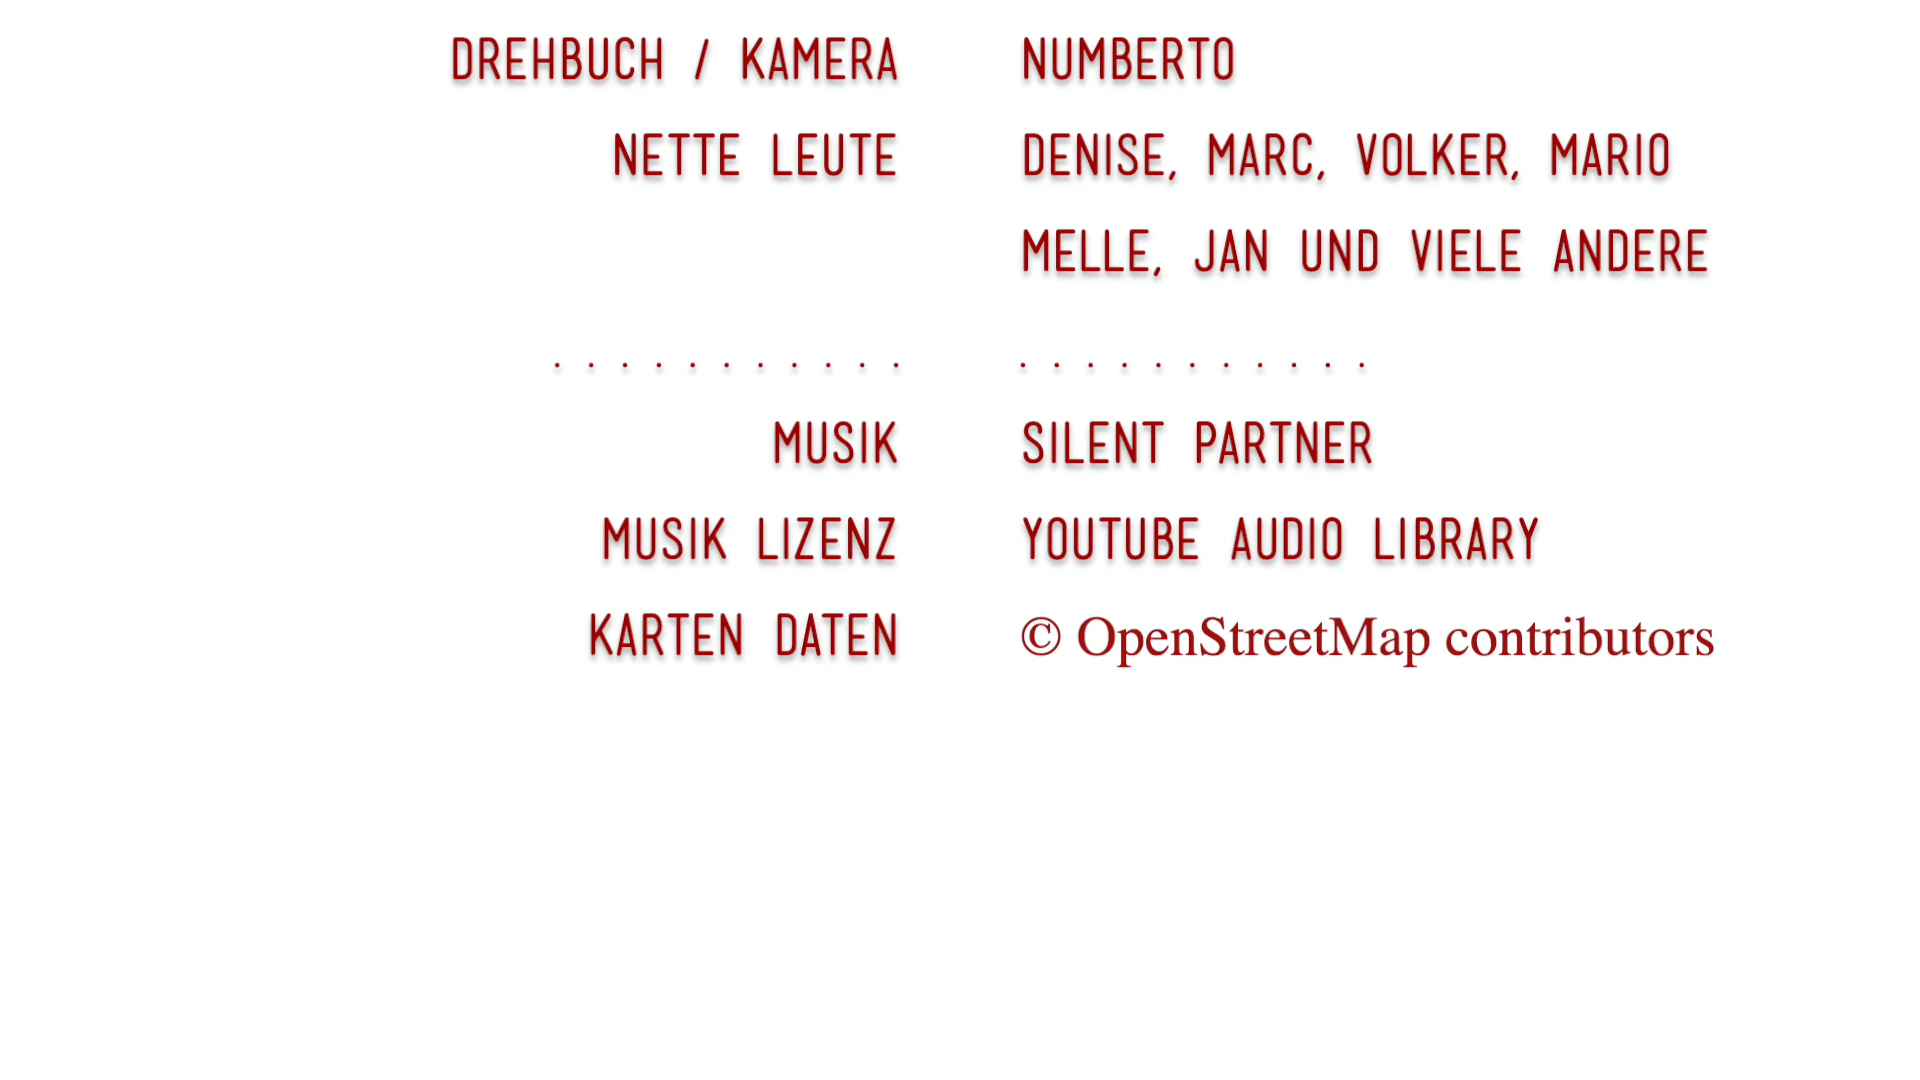 DREHBUCH / KAMERA NUMBERTO
NETTE LEUTE DENISE, MARC, VOLKER, MARIO
MELLE, JAN UND VIELE ANDERE
. . . . . . . . . . . . . . . . . . . . . .
MUSIK SILENT PARTNER
MUSIK LIZENZ YOUTUBE AUDIO LIBRARY
KARTEN DATEN © OpenStreetMap contributors